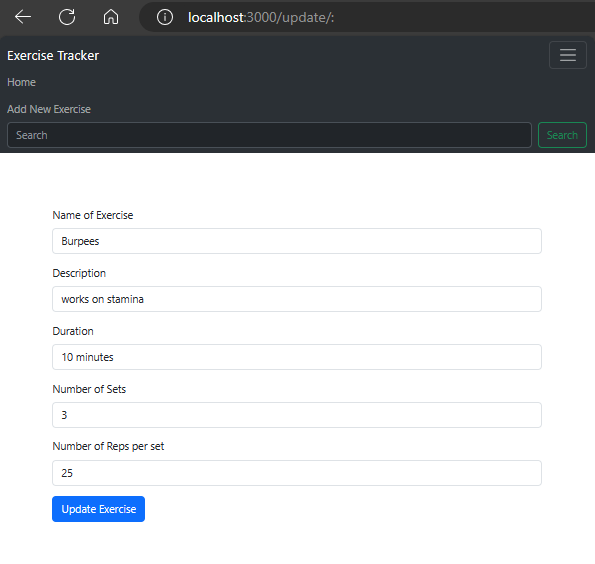 localhost:3000/update/:
Exercise Tracker
Home
Add New Exercise
Search Search
Name of Exercise
Burpees
Description
works on stamina
Duration
10 minutes
Number of Sets
3
Number of Reps per set
25
Update Exercise